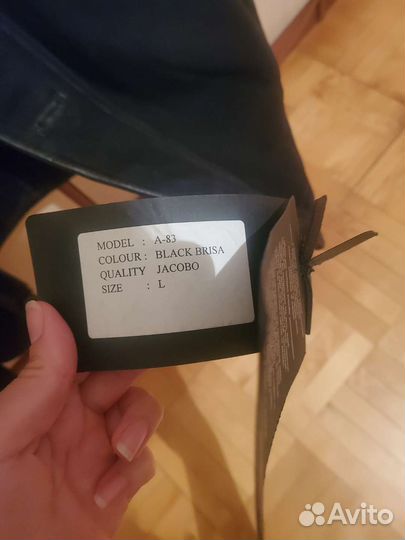 MODEL : A-83
COLOUR : BLACK BRISA
QUALITY JACOBO
SIZE : L
Avito